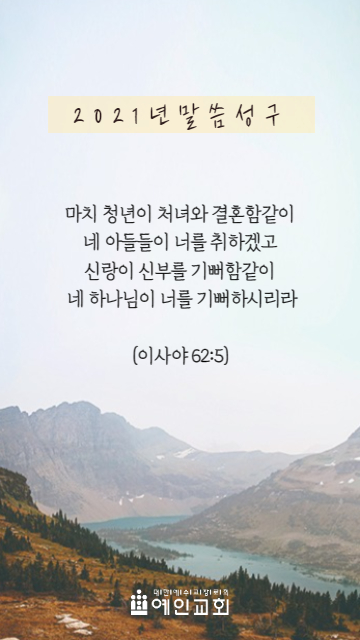 2021년말씀성구
마치 청년이 처녀와 결혼함같이
네 아들들이 너를 취하겠고
신랑이 신부를 기뻐함같이
네 하나님이 너를 기뻐하시리라
(이사야 62:5)
예인교회